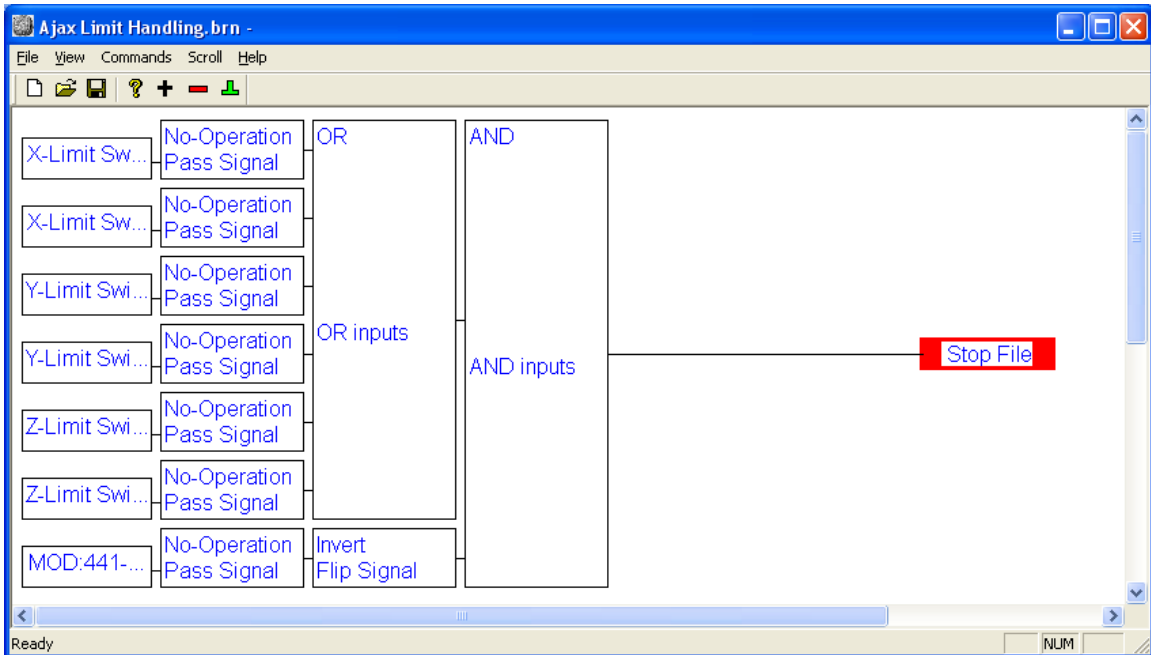 Ajax Limit Handling.brn -
File View Commands Scroll Help
X-Limit Sw...
No-Operation
Pass Signal
OR
AND
X-Limit Sw...
No-Operation
Pass Signal
Y-Limit Swi...
No-Operation
Pass Signal
Y-Limit Swi...
No-Operation
Pass Signal
OR inputs
AND inputs
Stop File
Z-Limit Swi...
No-Operation
Pass Signal
Z-Limit Swi...
No-Operation
Pass Signal
MOD:441-...
No-Operation
Pass Signal
Invert
Flip Signal
Ready
NUM